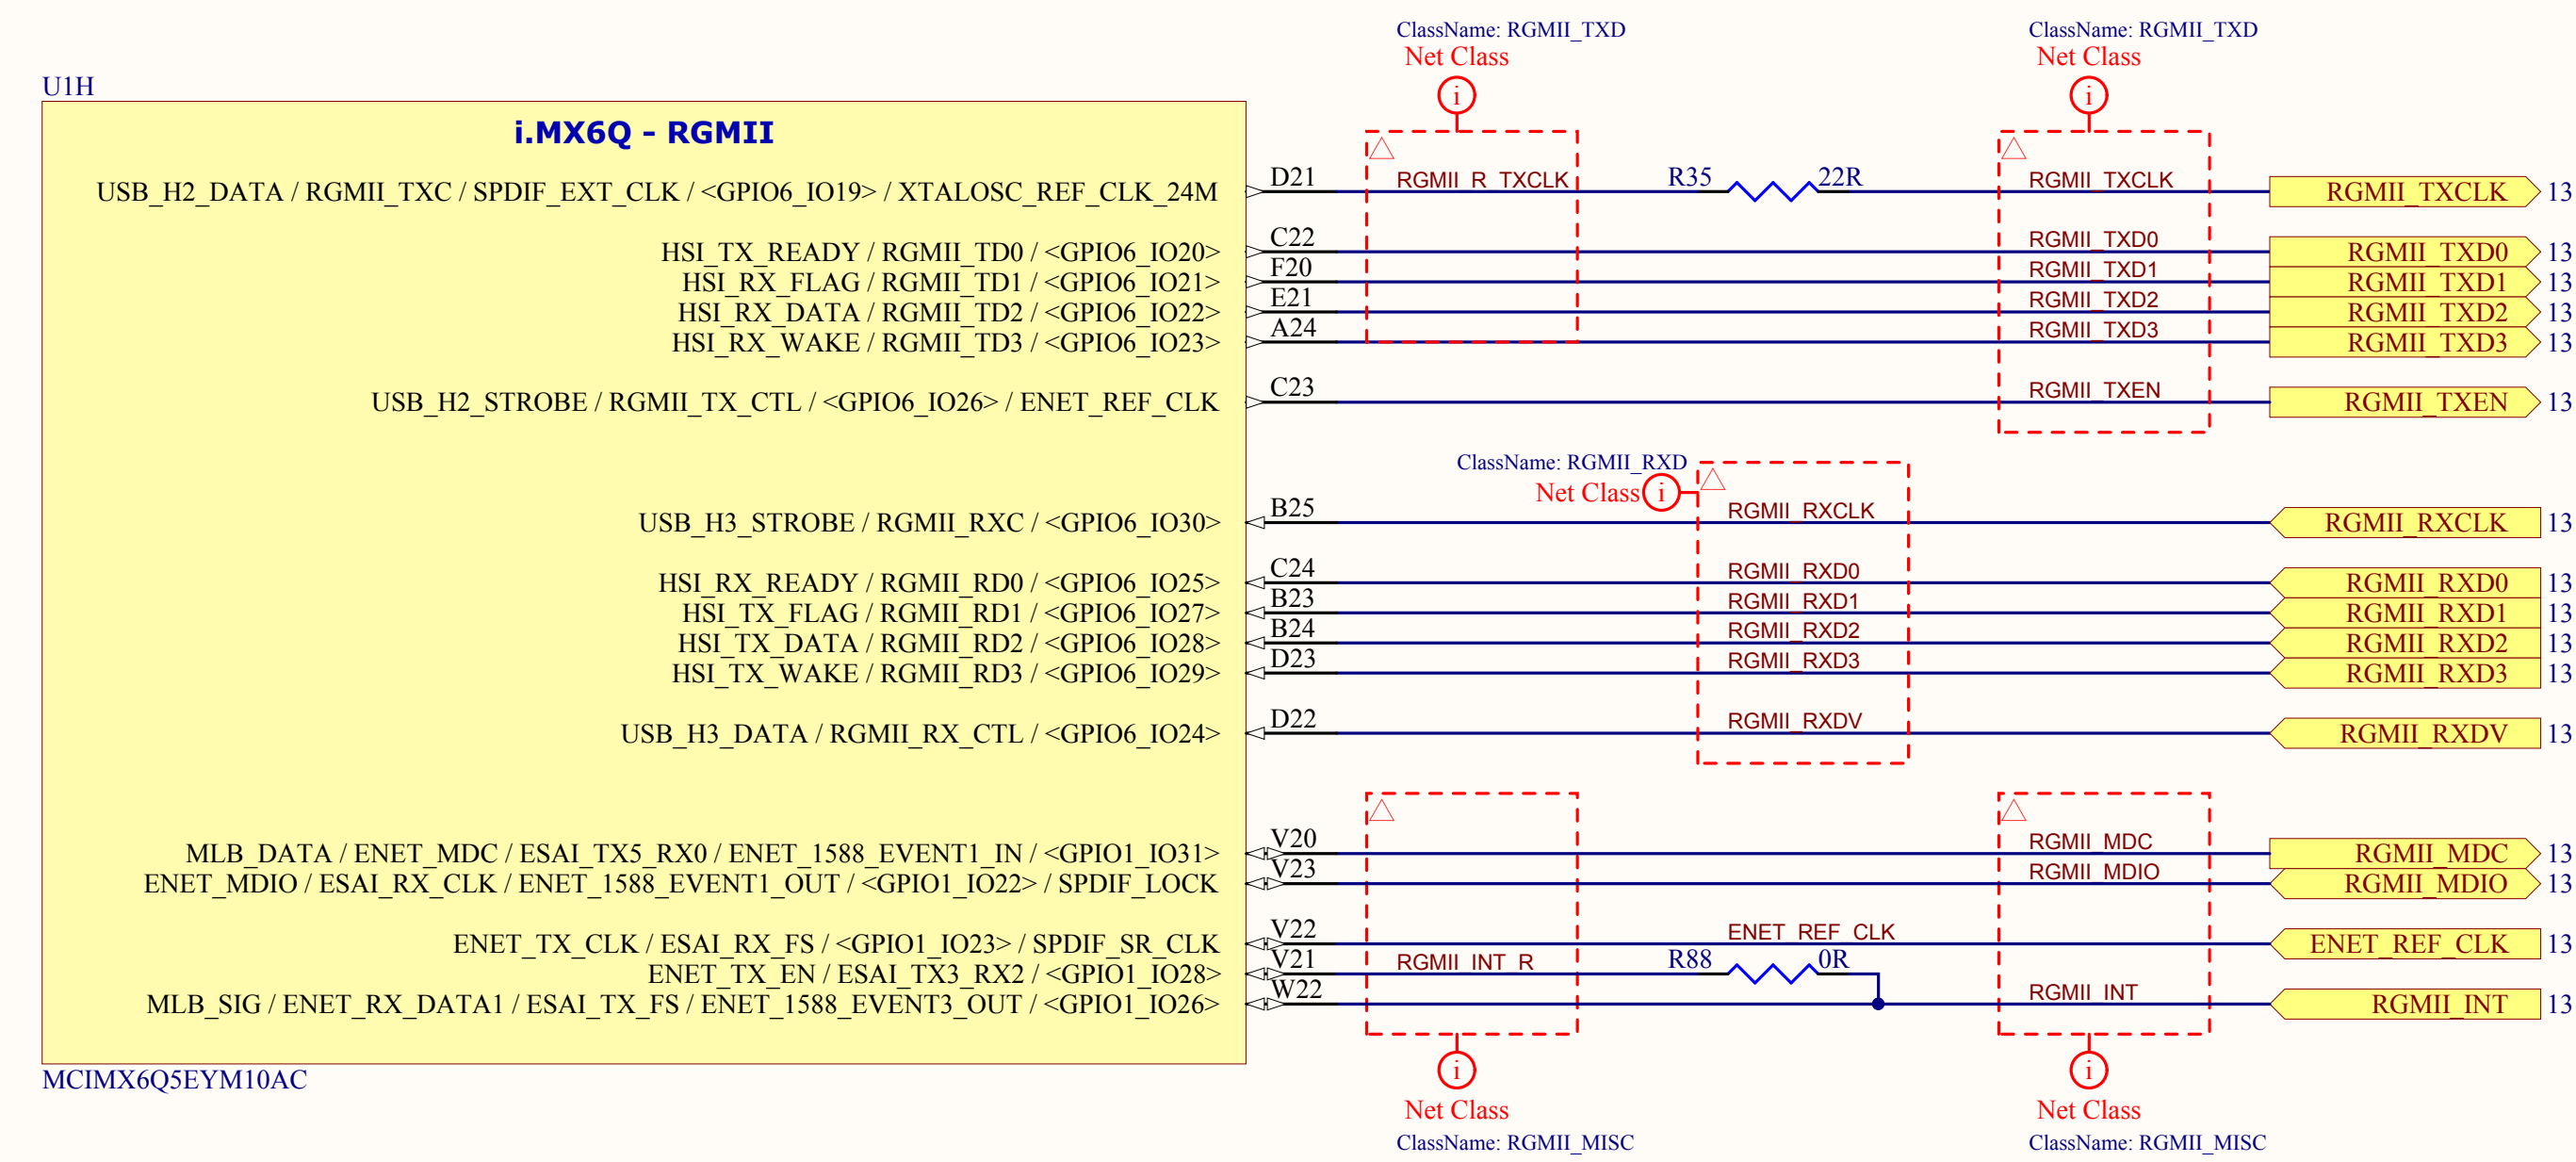 ClassName: RGMII_TXD
ClassName: RGMII_TXD
Net Class
Net Class
i
i
U1H
i.MX6Q - RGMII
USB_H2_DATA / RGMII_TXC / SPDIF_EXT_CLK / <GPIO6_IO19> / XTALOSC_REF_CLK_24M D21 RGMII_R_TXCLK R35 22R RGMII_TXCLK RGMII_TXCLK 13
HSI_TX_READY / RGMII_TD0 / <GPIO6_IO20> C22 RGMII_TXD0 RGMII_TXD0 13
HSI_RX_FLAG / RGMII_TD1 / <GPIO6_IO21> F20 RGMII_TXD1 RGMII_TXD1 13
HSI_RX_DATA / RGMII_TD2 / <GPIO6_IO22> E21 RGMII_TXD2 RGMII_TXD2 13
HSI_RX_WAKE / RGMII_TD3 / <GPIO6_IO23> A24 RGMII_TXD3 RGMII_TXD3 13
USB_H2_STROBE / RGMII_TX_CTL / <GPIO6_IO26> / ENET_REF_CLK C23 RGMII_TXEN RGMII_TXEN 13
ClassName: RGMII_RXD
Net Class i
USB_H3_STROBE / RGMII_RXC / <GPIO6_IO30> B25 RGMII_RXCLK RGMII_RXCLK 13
HSI_RX_READY / RGMII_RD0 / <GPIO6_IO25> C24 RGMII_RXD0 RGMII_RXD0 13
HSI_TX_FLAG / RGMII_RD1 / <GPIO6_IO27> B23 RGMII_RXD1 RGMII_RXD1 13
HSI_TX_DATA / RGMII_RD2 / <GPIO6_IO28> B24 RGMII_RXD2 RGMII_RXD2 13
HSI_TX_WAKE / RGMII_RD3 / <GPIO6_IO29> D23 RGMII_RXD3 RGMII_RXD3 13
USB_H3_DATA / RGMII_RX_CTL / <GPIO6_IO24> D22 RGMII_RXDV RGMII_RXDV 13
MLB_DATA / ENET_MDC / ESAI_TX5_RX0 / ENET_1588_EVENT1_IN / <GPIO1_IO31> V20 RGMII_MDC RGMII_MDC 13
ENET_MDIO / ESAI_RX_CLK / ENET_1588_EVENT1_OUT / <GPIO1_IO22> / SPDIF_LOCK V23 RGMII_MDIO RGMII_MDIO 13
ENET_TX_CLK / ESAI_RX_FS / <GPIO1_IO23> / SPDIF_SR_CLK V22 ENET_REF_CLK ENET_REF_CLK 13
ENET_TX_EN / ESAI_TX3_RX2 / <GPIO1_IO28> V21 RGMII_INT_R R88 0R
MLB_SIG / ENET_RX_DATA1 / ESAI_TX_FS / ENET_1588_EVENT3_OUT / <GPIO1_IO26> W22 RGMII_INT RGMII_INT 13
MCIMX6Q5EYM10AC
i
i
Net Class
Net Class
ClassName: RGMII_MISC
ClassName: RGMII_MISC